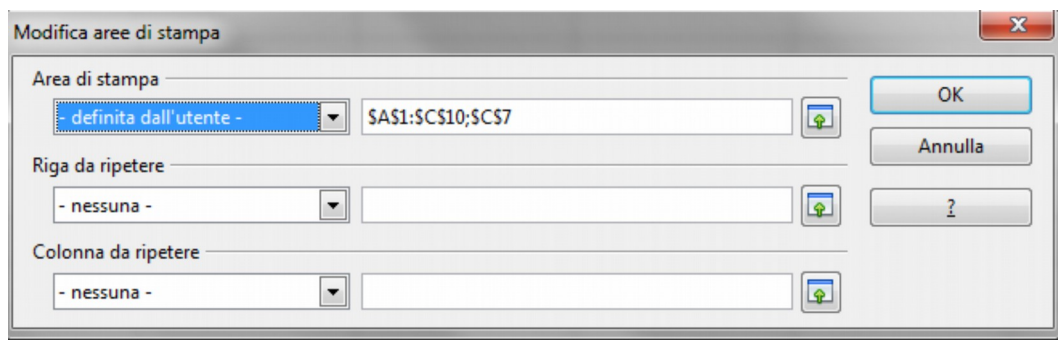 Modifica aree di stampa
Area di stampa
- definita dall'utente -
$A$1:$C$10;$C$7
OK
Annulla
Riga da ripetere
- nessuna -
?
Colonna da ripetere
- nessuna -